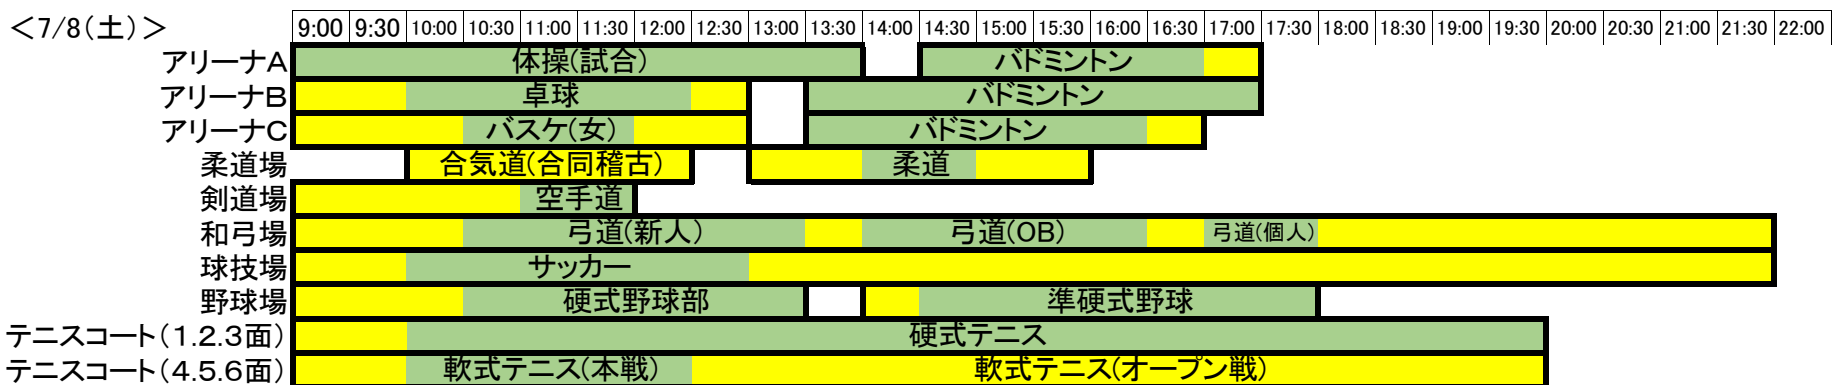 ＜7/8(土)＞ 9:00 9:30 10:00 10:30 11:00 11:30 12:00 12:30 13:00 13:30 14:00 14:30 15:00 15:30 16:00 16:30 17:00 17:30 18:00 18:30 19:00 19:30 20:00 20:30 21:00 21:30 22:00
アリーナA 体操(試合) バドミントン
アリーナB 卓球 バドミントン
アリーナC バスケ(女) バドミントン
柔道場 合気道(合同稽古) 柔道
剣道場 空手道
和弓場 弓道(新人) 弓道(OB) 弓道(個人)
球技場 サッカー
野球場 硬式野球部 準硬式野球
テニスコート(1.2.3面) 硬式テニス
テニスコート(4.5.6面) 軟式テニス(本戦) 軟式テニス(オープン戦)